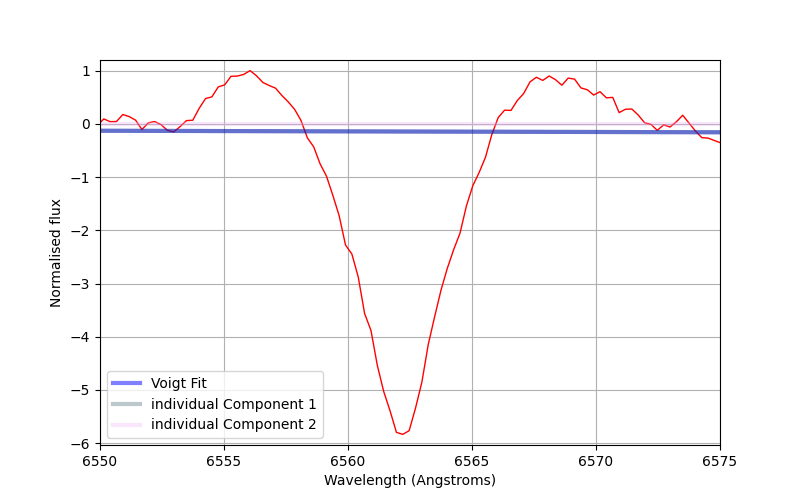 1
0
−1
−2
−3
−4
−5
−6
Normalised flux
Voigt Fit
individual Component 1
individual Component 2
6550 6555 6560 6565 6570 6575
Wavelength (Angstroms)